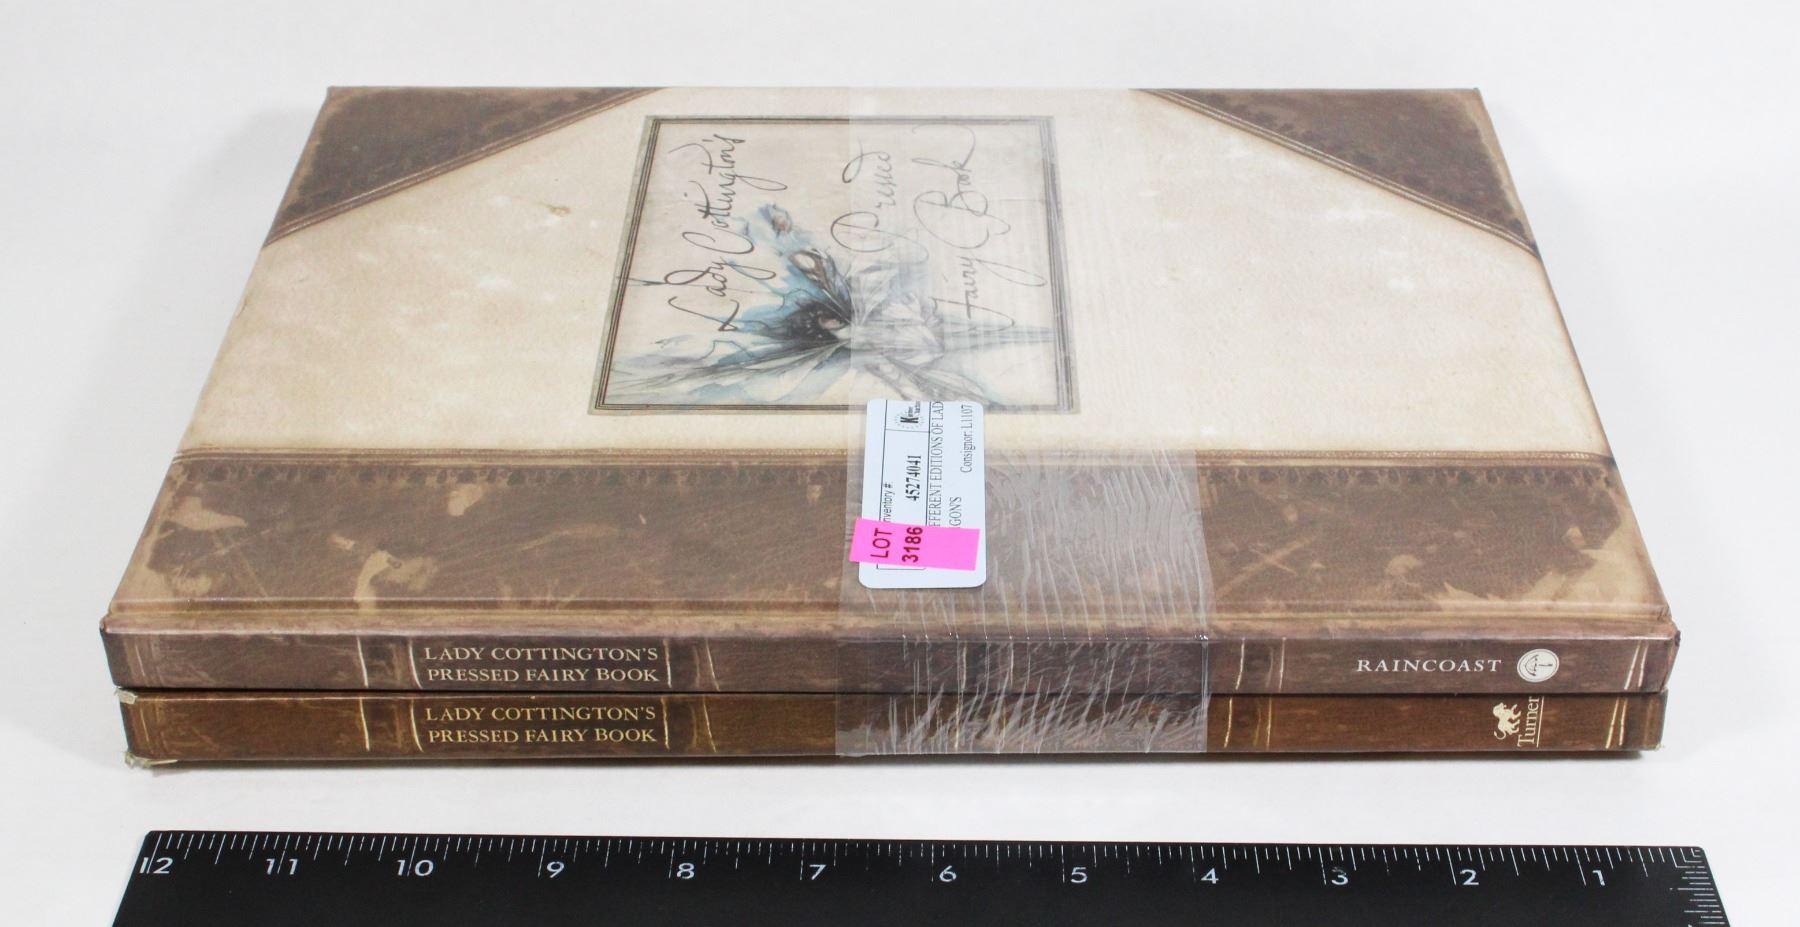 Lady Cottington's
Pressed
Fairy Book
Inventory #:
45274041
FFERENT EDITIONS OF LAD
GON'S
Consignor: L1107
LOT
3186
LADY COTTINGTON'S
PRESSED FAIRY BOOK
RAINCOAST
LADY COTTINGTON'S
PRESSED FAIRY BOOK
Turner
12 11 10 9 8 7 6 5 4 3 2 1